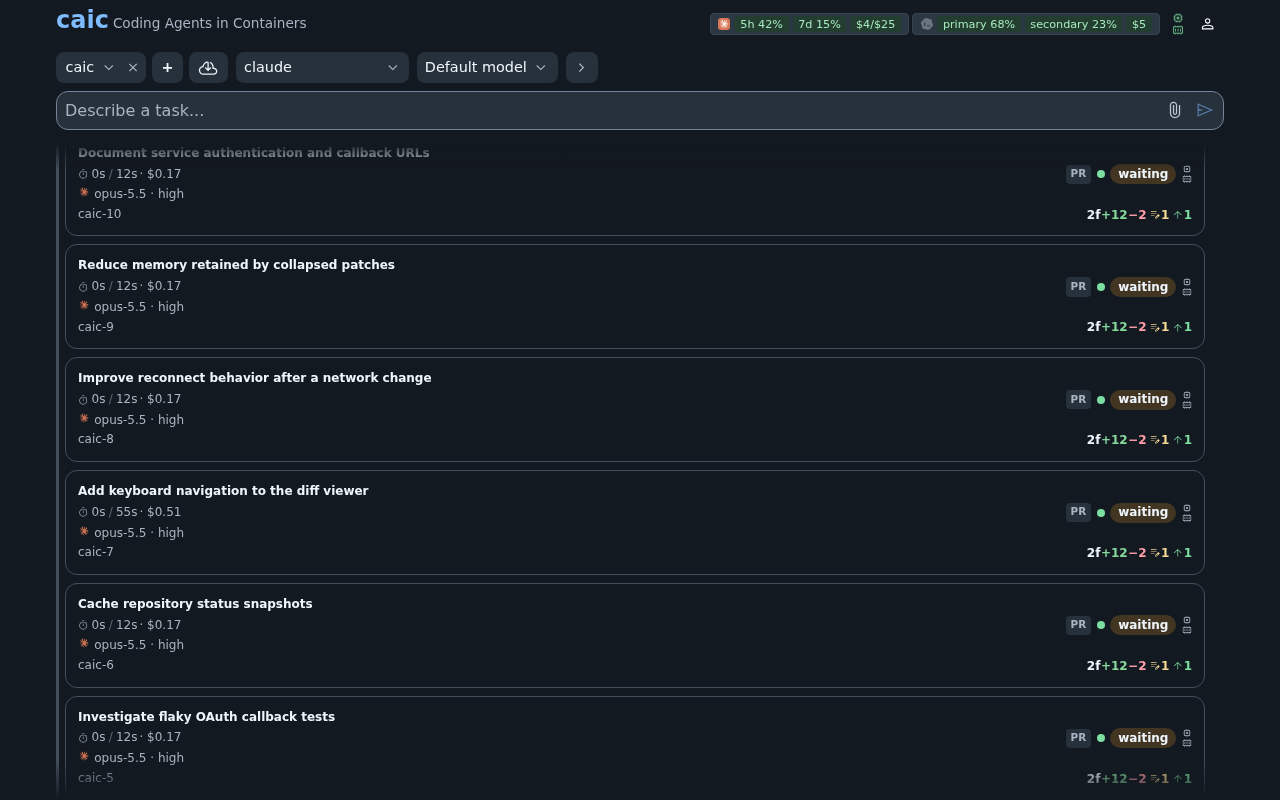 caic Coding Agents in Containers
5h 42% 7d 15% $4/$25 primary 68% secondary 23% $5
caic × + claude Default model
Describe a task...
Document service authentication and callback URLs
0s / 12s · $0.17 PR waiting
opus-5.5 · high
caic-10 2f +12 −2 1 ↑1
Reduce memory retained by collapsed patches
0s / 12s · $0.17 PR waiting
opus-5.5 · high
caic-9 2f +12 −2 1 ↑1
Improve reconnect behavior after a network change
0s / 12s · $0.17 PR waiting
opus-5.5 · high
caic-8 2f +12 −2 1 ↑1
Add keyboard navigation to the diff viewer
0s / 55s · $0.51 PR waiting
opus-5.5 · high
caic-7 2f +12 −2 1 ↑1
Cache repository status snapshots
0s / 12s · $0.17 PR waiting
opus-5.5 · high
caic-6 2f +12 −2 1 ↑1
Investigate flaky OAuth callback tests
0s / 12s · $0.17 PR waiting
opus-5.5 · high
caic-5 2f +12 −2 1 ↑1